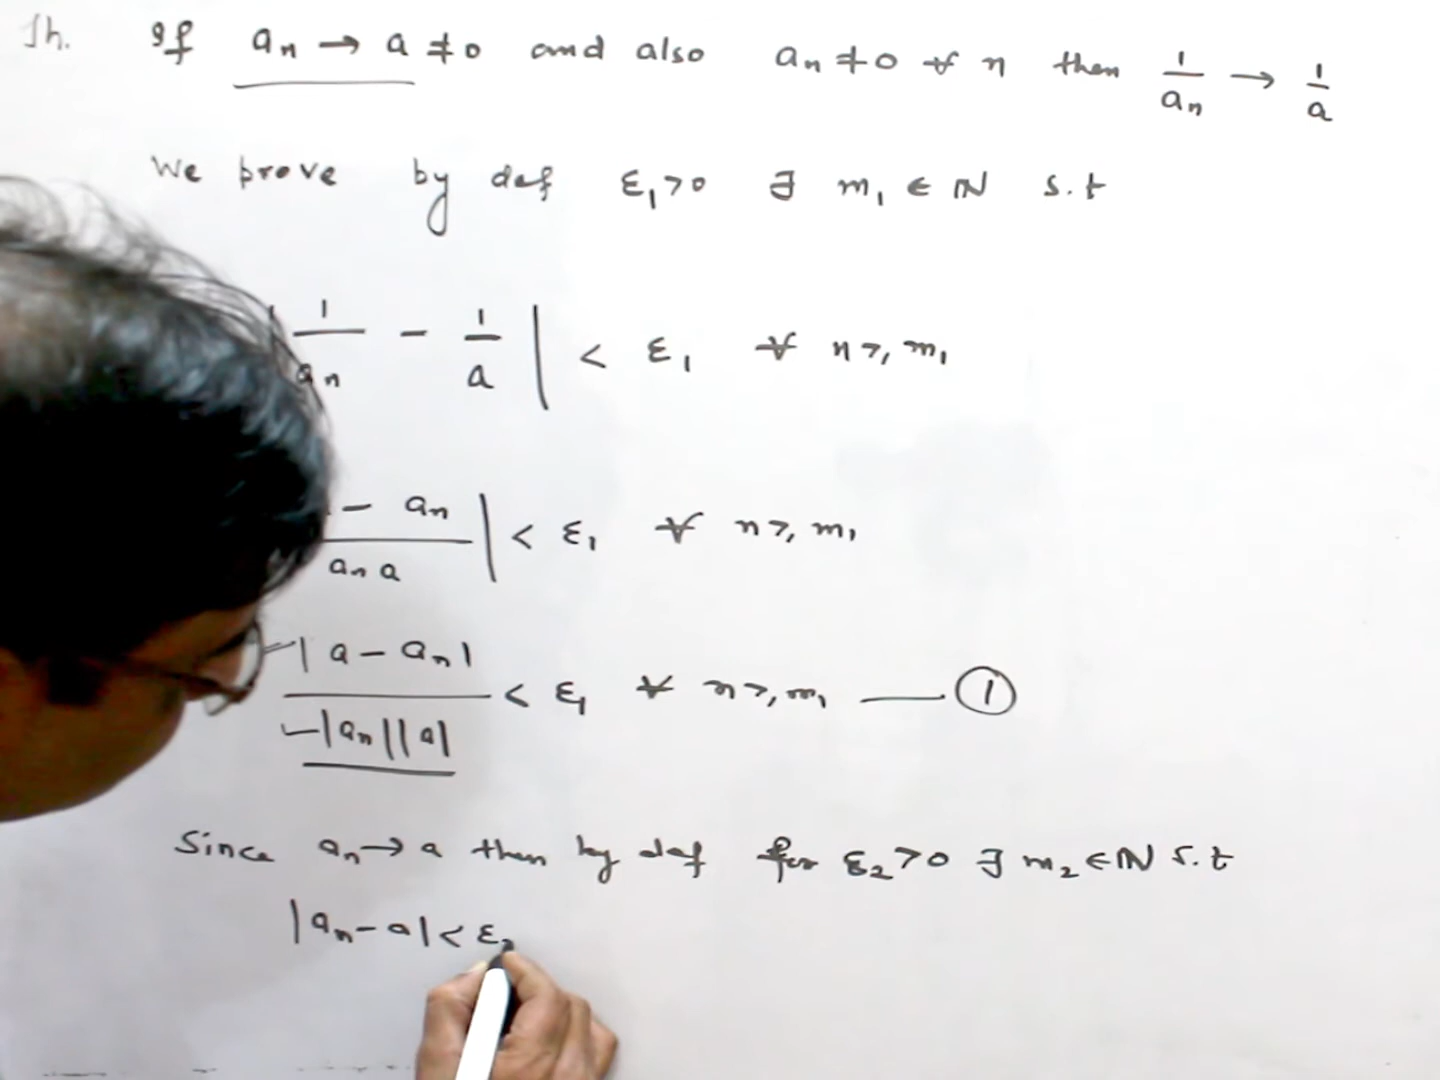 Th. If an → a ≠ 0 and also an ≠ 0 ∀ n then 1/an → 1/a
We prove by def ε1>0 ∃ m1 ∈ N s.t
|1/an - 1/a| < ε1 ∀ n ≥ m1
- an / an a | < ε1 ∀ n ≥ m1
|a - an| / |an||a| < ε1 ∀ n ≥ m1 —— ①
Since an → a then by def for ε2>0 ∃ m2 ∈ N s.t
|an - a| < ε2